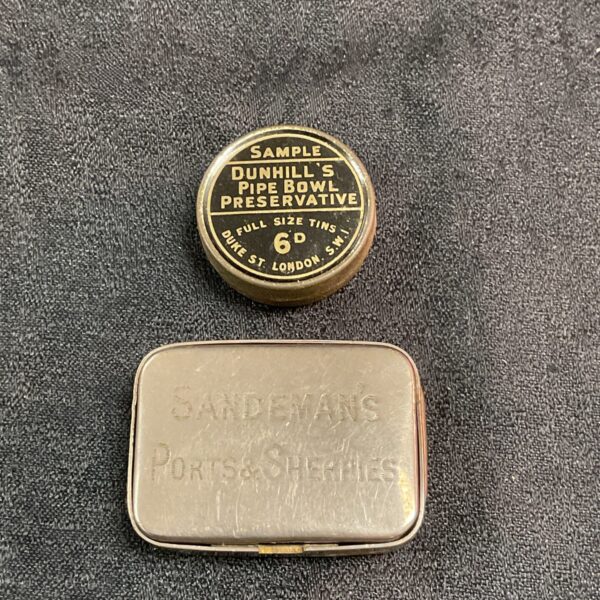 SAMPLE
DUNHILL'S
PIPE BOWL
PRESERVATIVE
FULL SIZE TINS
6D
DUKE ST. LONDON. S.W.1
SANDEMAN'S
PORTS & SHERRIES